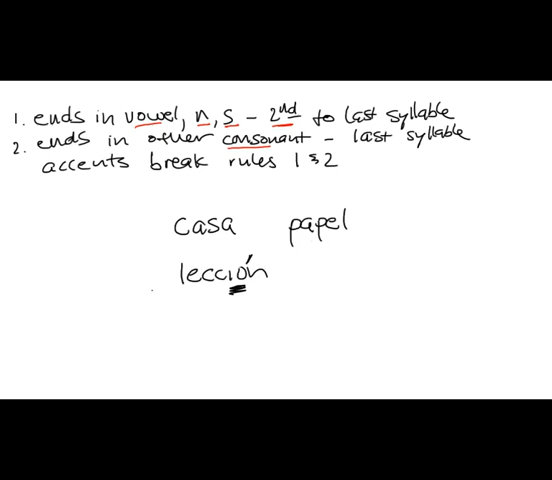 1. ends in vowel, n, s - 2nd to last syllable
2. ends in other consonant - last syllable
accents break rules 1 & 2
casa papel
lección